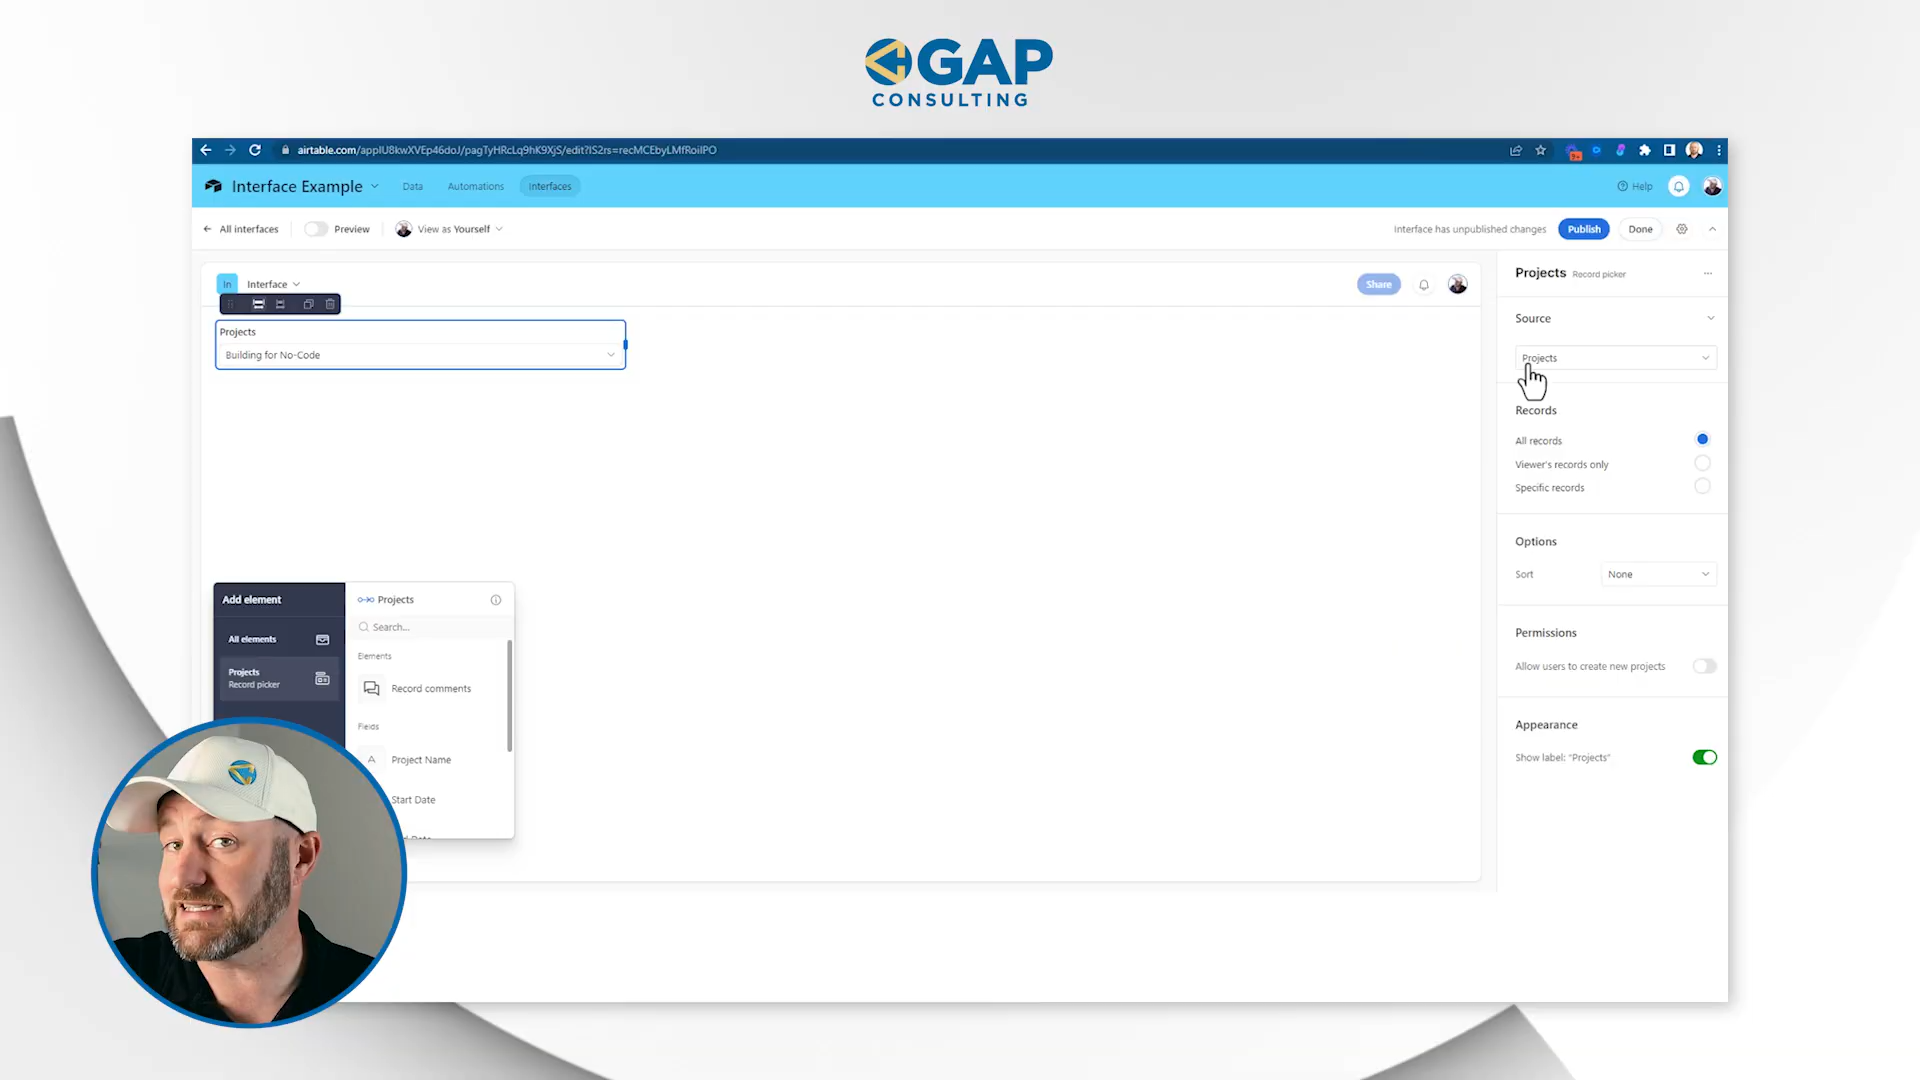 GAP
CONSULTING
airtable.com/appIU8kwXVEp46doJ/pagTyHRcLq9hK9XjS/edit?lS2rs=recMCEbyLMfRoilPO
9+
Interface Example
Data
Automations
Interfaces
Help
All interfaces
Preview
View as Yourself
Interface has unpublished changes
Publish
Done
In
Interface
Share
Projects
Building for No-Code
Projects Record picker
Source
Projects
Records
All records
Viewer's records only
Specific records
Options
Sort
None
Permissions
Allow users to create new projects
Appearance
Show label: "Projects"
Add element
All elements
Projects
Record picker
Projects
Search...
Elements
Record comments
Fields
A Project Name
Start Date